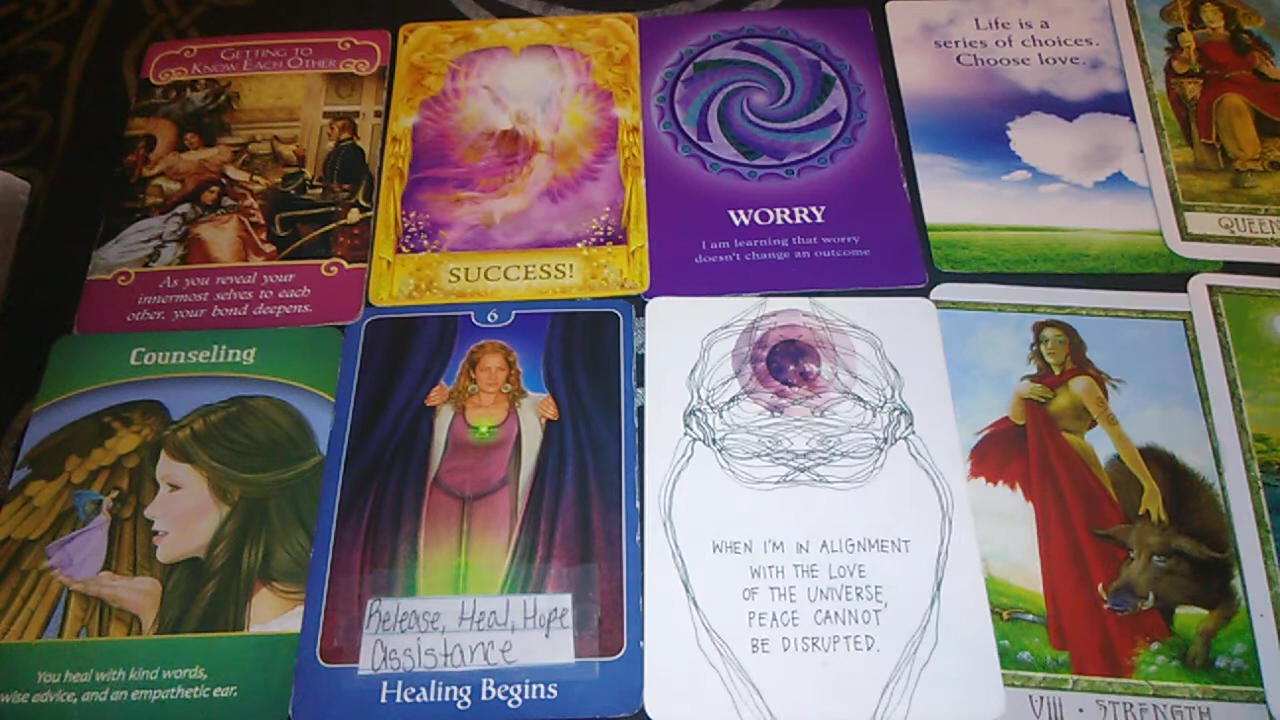 GETTING TO
KNOW EACH OTHER
As you reveal your
innermost selves to each
other, your bond deepens.
SUCCESS!
WORRY
I am learning that worry
doesn't change an outcome
Life is a
series of choices.
Choose love.
QUEEN
Counseling
You heal with kind words,
wise advice, and an empathetic ear.
6
Release, Heal, Hope
Assistance
Healing Begins
WHEN I'M IN ALIGNMENT
WITH THE LOVE
OF THE UNIVERSE,
PEACE CANNOT
BE DISRUPTED.
VIII • STRENGTH